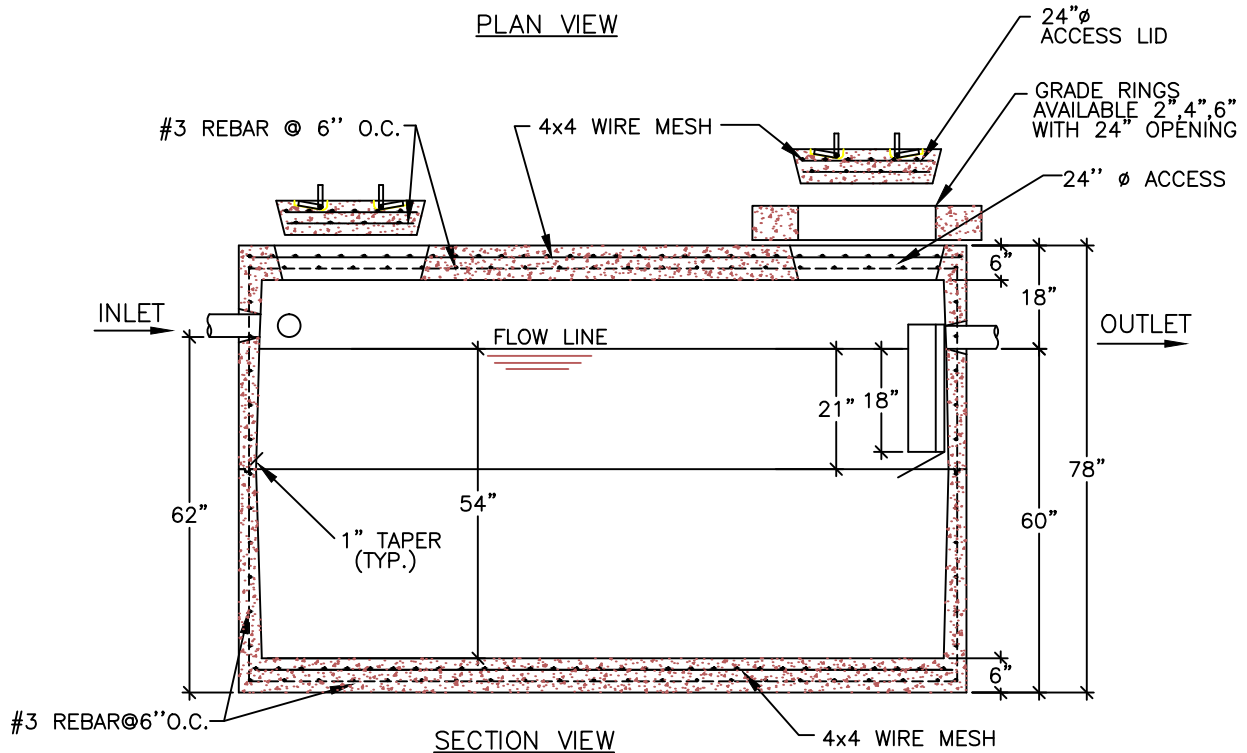 PLAN VIEW
24"ø
ACCESS LID
GRADE RINGS
AVAILABLE 2",4",6"
WITH 24" OPENING
#3 REBAR @ 6'' O.C.
4x4 WIRE MESH
24'' ø ACCESS
6"
18"
INLET
FLOW LINE
OUTLET
21"
18"
78"
62"
54"
60"
1" TAPER
(TYP.)
6"
#3 REBAR@6''O.C.
SECTION VIEW
4x4 WIRE MESH